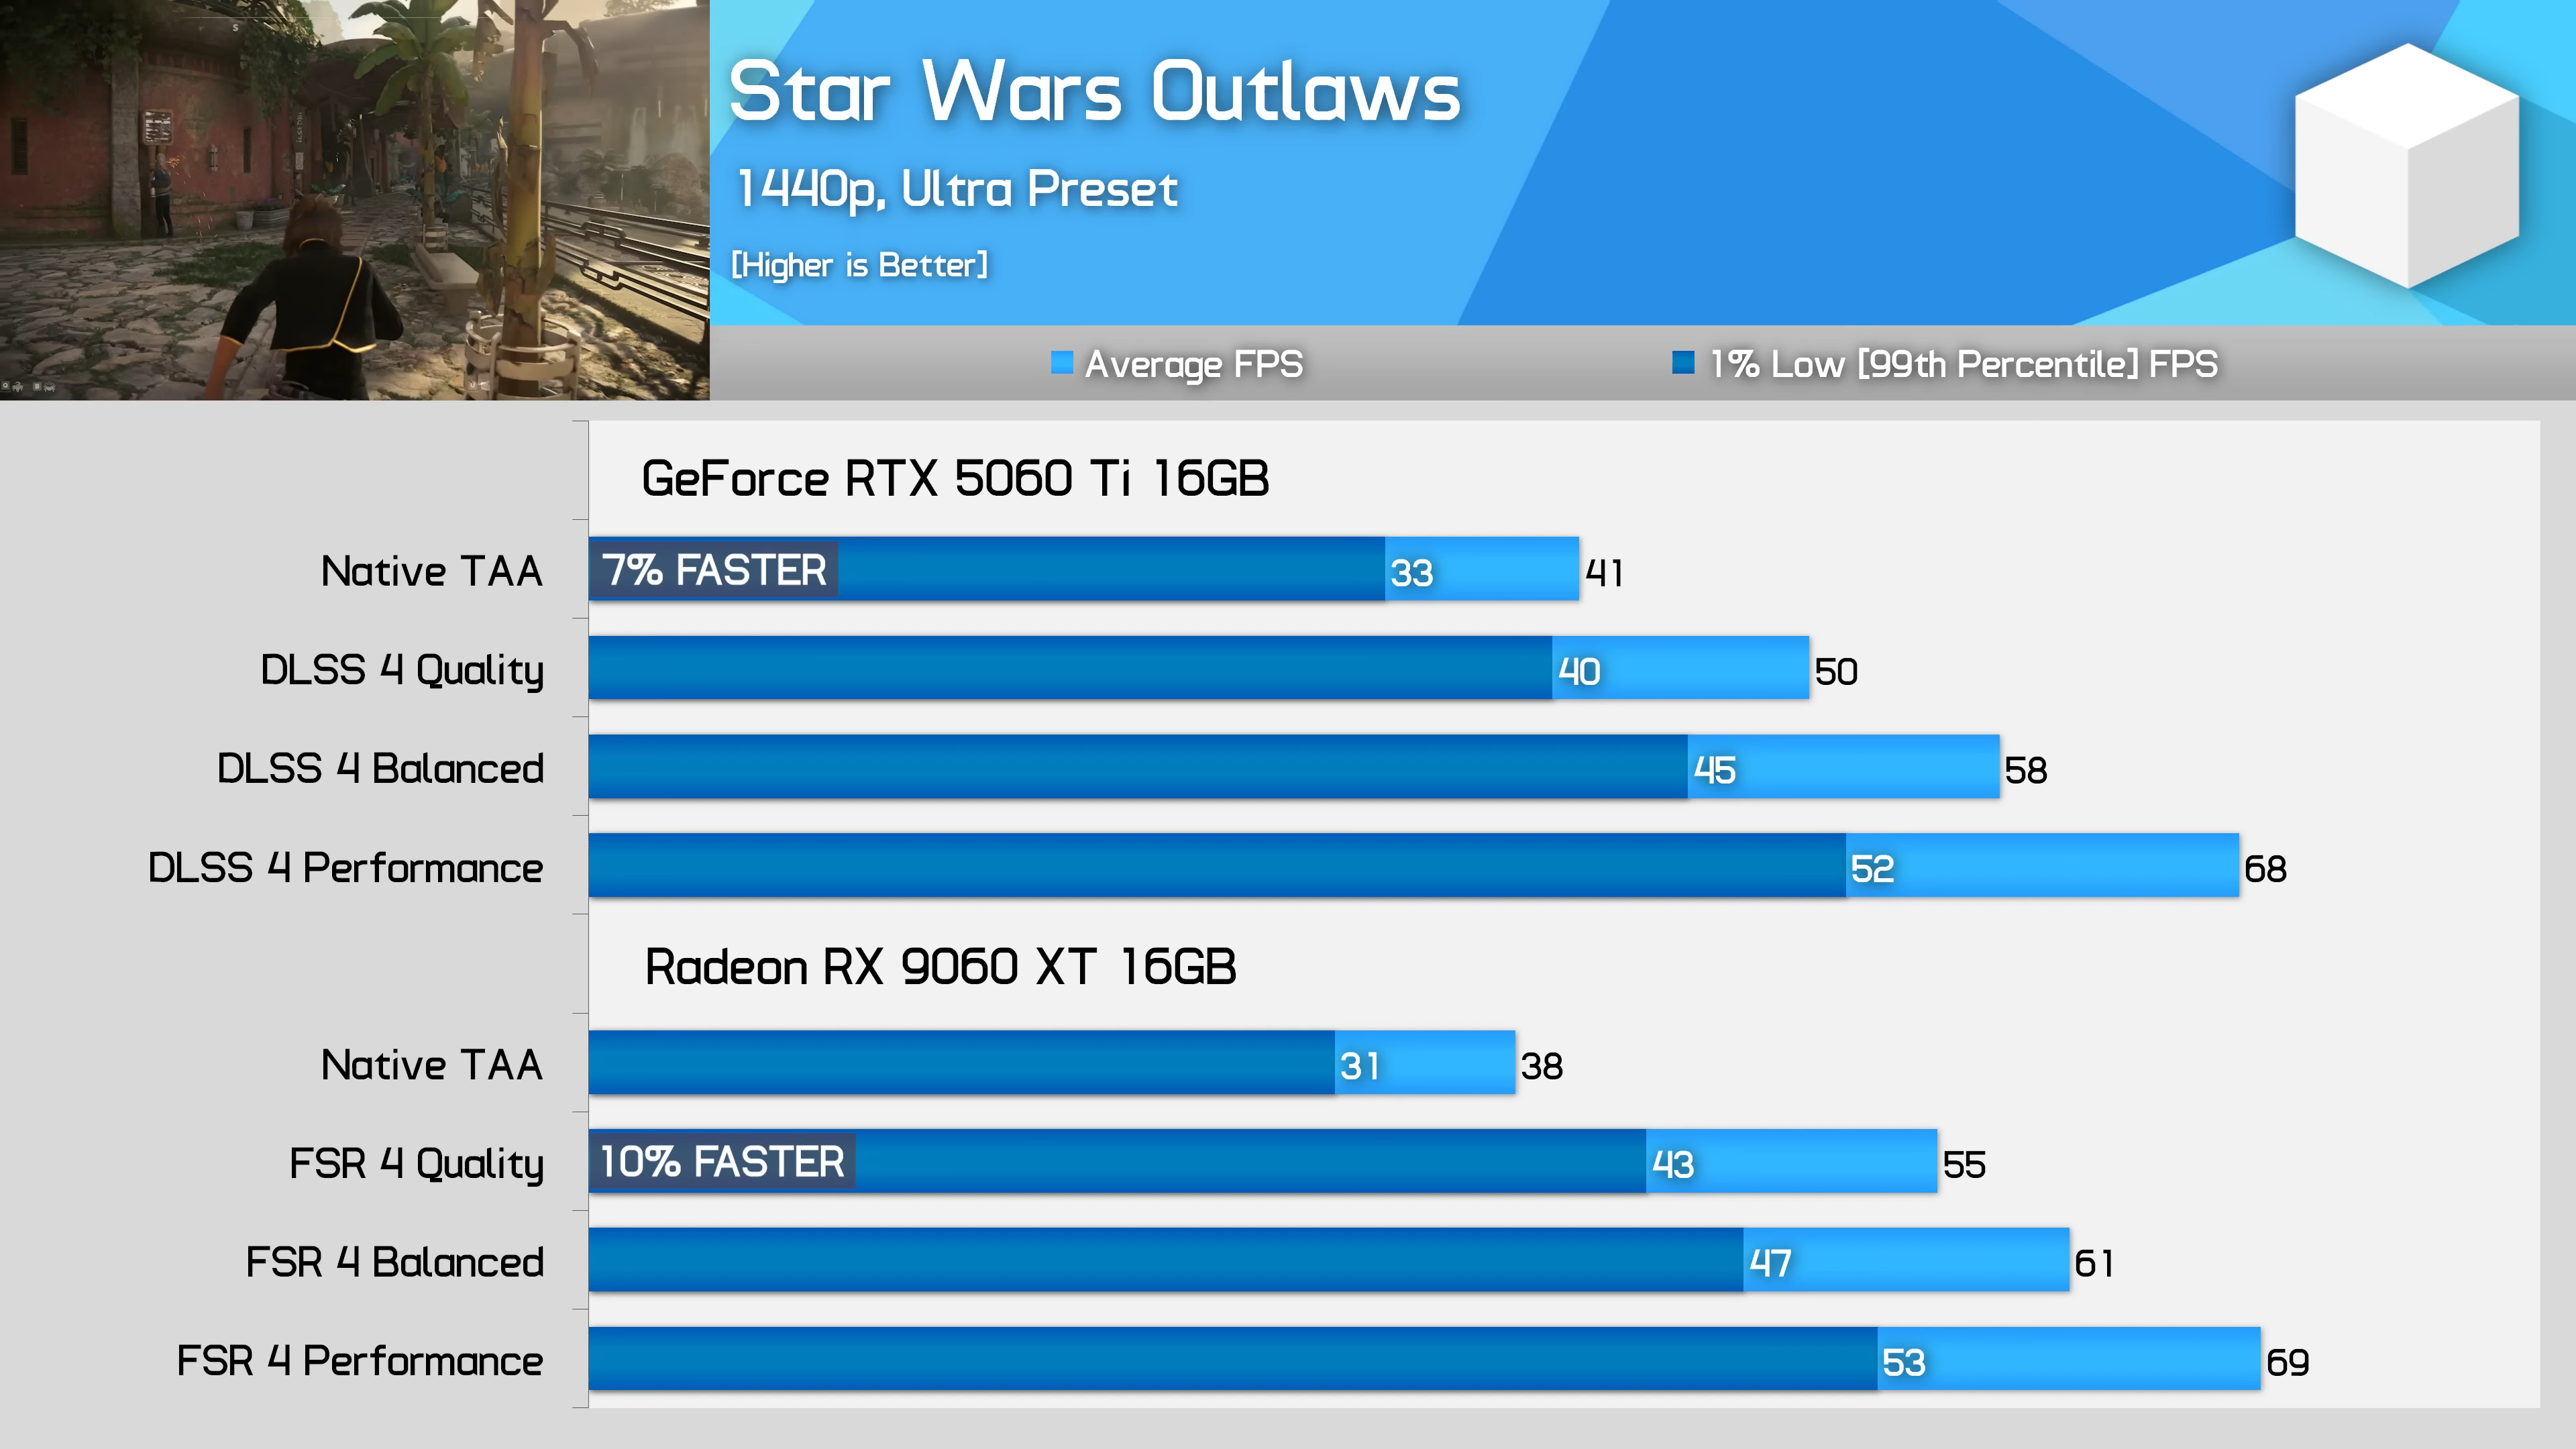 Star Wars Outlaws
1440p, Ultra Preset
[Higher is Better]
Average FPS
1% Low [99th Percentile] FPS
GeForce RTX 5060 Ti 16GB
Native TAA 7% FASTER 33 41
DLSS 4 Quality 40 50
DLSS 4 Balanced 45 58
DLSS 4 Performance 52 68
Radeon RX 9060 XT 16GB
Native TAA 31 38
FSR 4 Quality 10% FASTER 43 55
FSR 4 Balanced 47 61
FSR 4 Performance 53 69